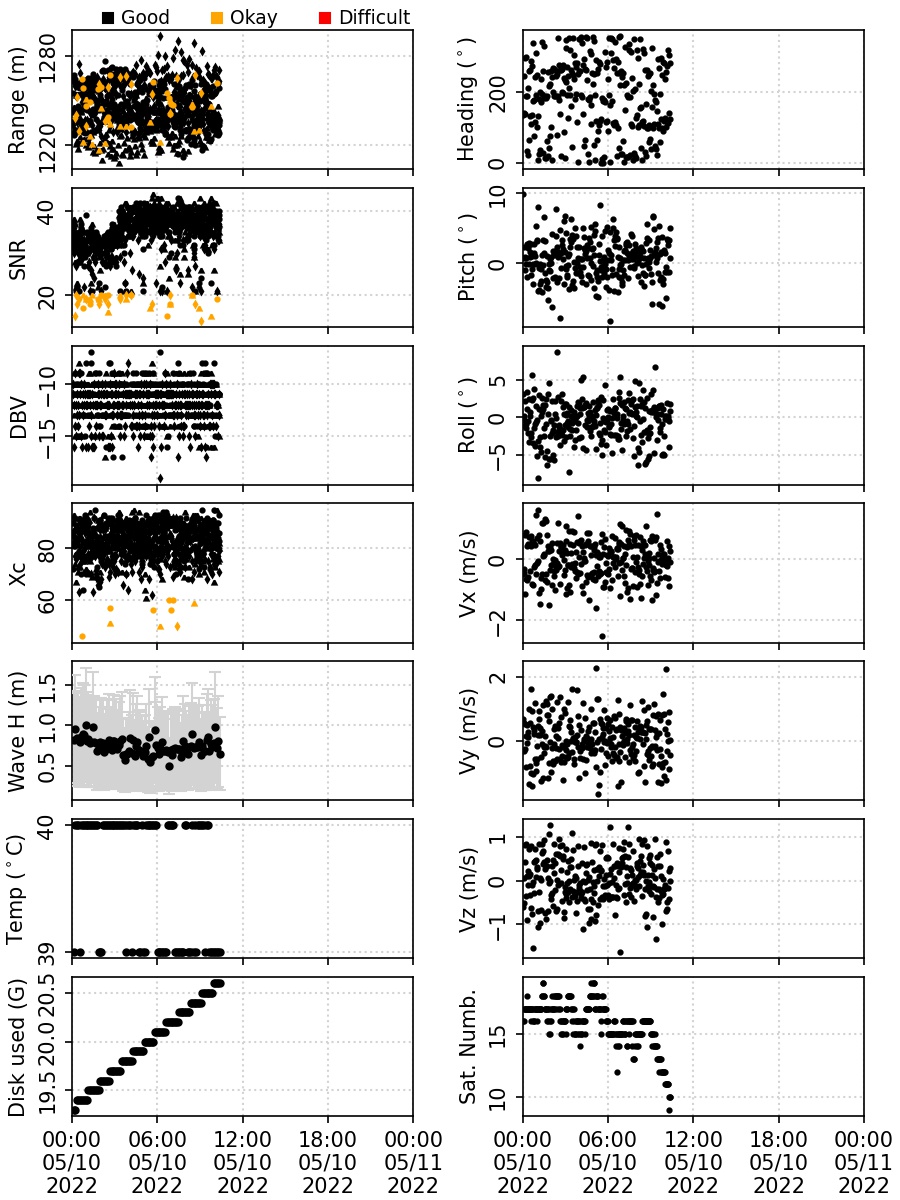 Good Okay Difficult
Range (m)
1280
1220
Heading (°)
200
0
SNR
40
20
Pitch (°)
10
0
DBV
−10
−15
Roll (°)
5
0
−5
Xc
80
60
Vx (m/s)
0
−2
Wave H (m)
1.5
1.0
0.5
Vy (m/s)
2
0
Temp (°C)
40
39
Vz (m/s)
1
0
−1
Disk used (G)
20.5
20.0
19.5
Sat. Numb.
15
10
00:00 06:00 12:00 18:00 00:00
05/10 05/10 05/10 05/10 05/11
2022 2022 2022 2022 2022
00:00 06:00 12:00 18:00 00:00
05/10 05/10 05/10 05/10 05/11
2022 2022 2022 2022 2022